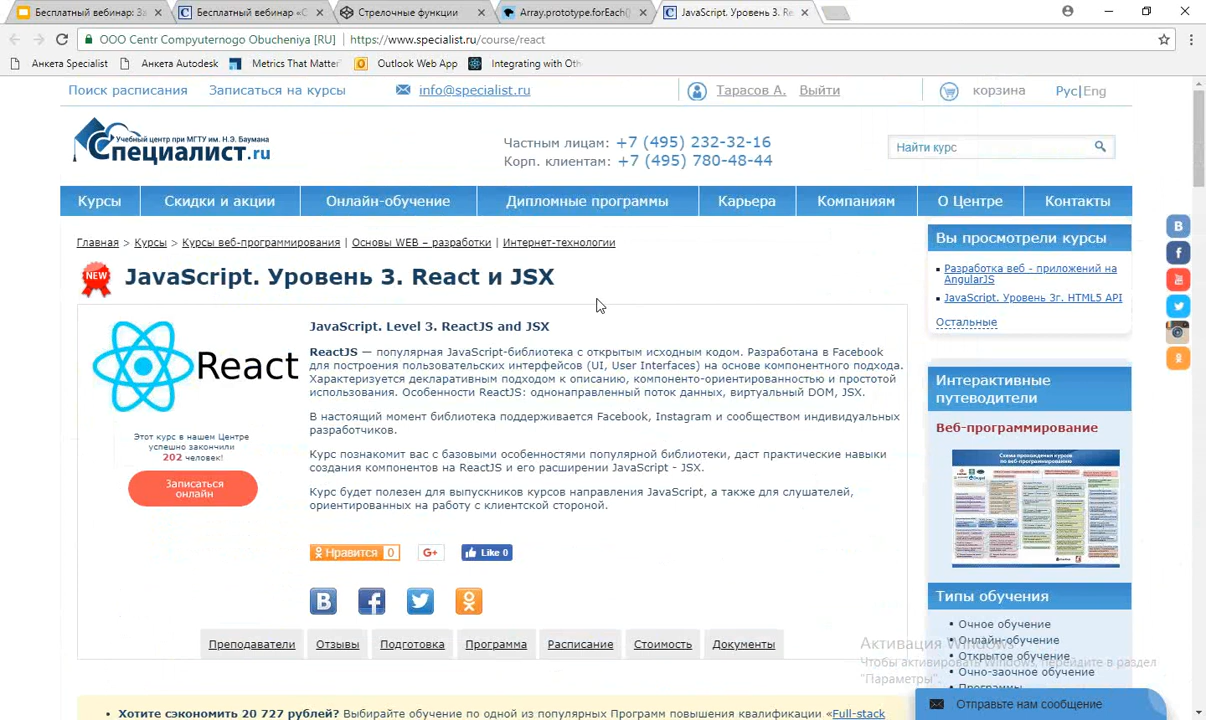 Бесплатный вебинар: За
Бесплатный вебинар «С
Стрелочные функции
Array.prototype.forEach()
JavaScript. Уровень 3. Re
OOO Centr Compyuternogo Obucheniya [RU]
https://www.specialist.ru/course/react
Анкета Specialist
Анкета Autodesk
Metrics That Matter
Outlook Web App
Integrating with Oth
Поиск расписания
Записаться на курсы
info@specialist.ru
Тарасов А.
Выйти
корзина
Рус|Eng
Учебный центр при МГТУ им. Н.Э. Баумана
Специалист.ru
Частным лицам: +7 (495) 232-32-16
Корп. клиентам: +7 (495) 780-48-44
Найти курс
Курсы
Скидки и акции
Онлайн-обучение
Дипломные программы
Карьера
Компаниям
О Центре
Контакты
Главная > Курсы > Курсы веб-программирования | Основы WEB – разработки | Интернет-технологии
NEW
JavaScript. Уровень 3. React и JSX
React
Этот курс в нашем Центре
успешно закончили
202 человек!
Записаться
онлайн
JavaScript. Level 3. ReactJS and JSX
ReactJS — популярная JavaScript-библиотека с открытым исходным кодом. Разработана в Facebook
для построения пользовательских интерфейсов (UI, User Interfaces) на основе компонентного подхода.
Характеризуется декларативным подходом к описанию, компоненто-ориентированностью и простотой
использования. Особенности ReactJS: однонаправленный поток данных, виртуальный DOM, JSX.
В настоящий момент библиотека поддерживается Facebook, Instagram и сообществом индивидуальных
разработчиков.
Курс познакомит вас с базовыми особенностями популярной библиотеки, даст практические навыки
создания компонентов на ReactJS и его расширении JavaScript - JSX.
Курс будет полезен для выпускников курсов направления JavaScript, а также для слушателей,
ориентированных на работу с клиентской стороной.
Нравится 0
G+
Like 0
Преподаватели
Отзывы
Подготовка
Программа
Расписание
Стоимость
Документы
• Хотите сэкономить 20 727 рублей? Выбирайте обучение по одной из популярных Программ повышения квалификации «Full-stack
Вы просмотрели курсы
Разработка веб - приложений на
AngularJS
JavaScript. Уровень 3г. HTML5 API
Остальные
Интерактивные
путеводители
Веб-программирование
Типы обучения
• Очное обучение
• Онлайн-обучение
• Открытое обучение
• Очно-заочное обучение
Программы
Активация Windows
Чтобы активировать Windows, перейдите в раздел
"Параметры".
Отправьте нам сообщение